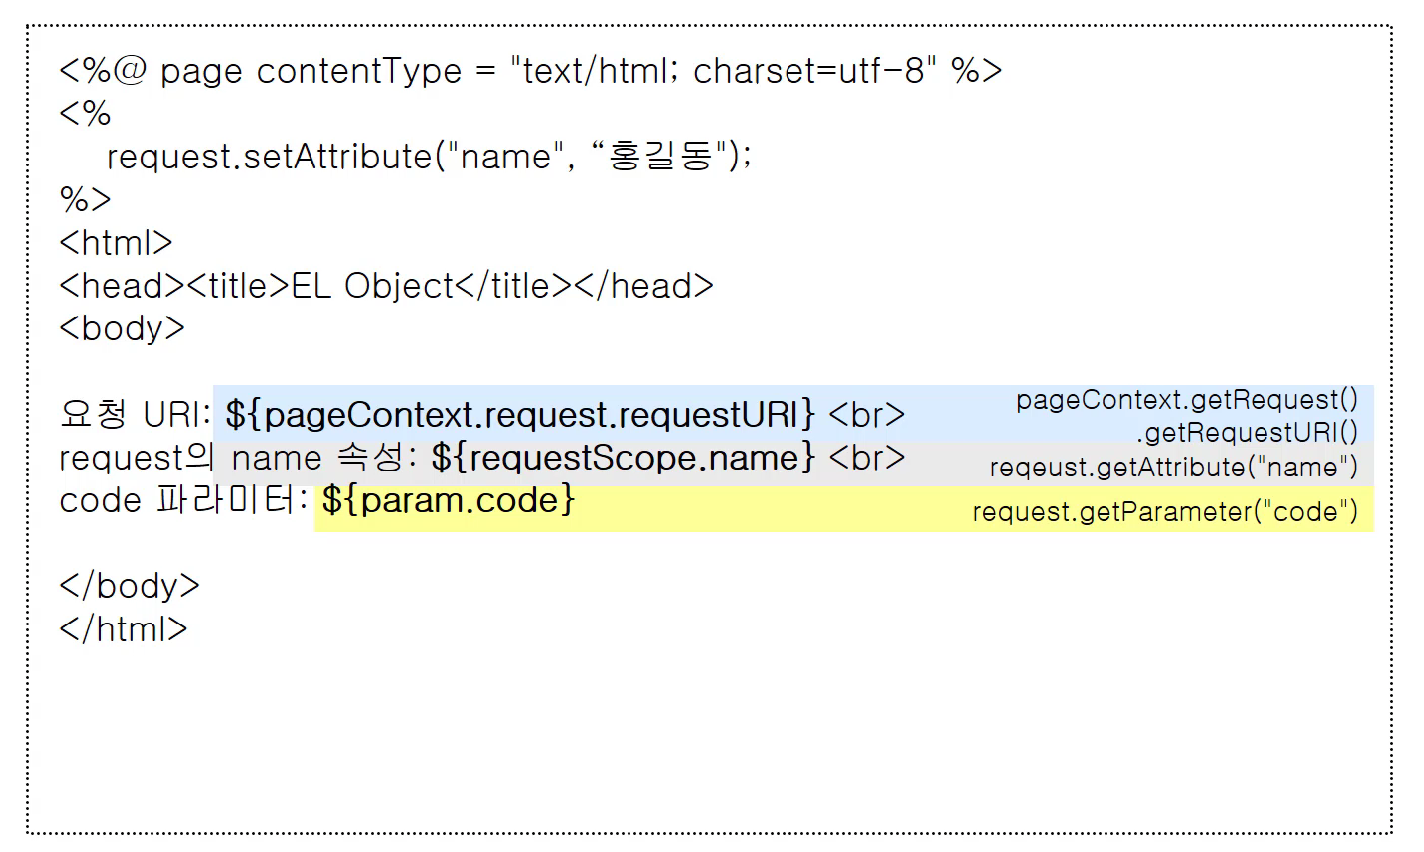 <%@ page contentType = "text/html; charset=utf-8" %>
<%
request.setAttribute("name", “홍길동");
%>
<html>
<head><title>EL Object</title></head>
<body>
요청 URI: ${pageContext.request.requestURI} <br> pageContext.getRequest()
.getRequestURI()
request의 name 속성: ${requestScope.name} <br> reqeust.getAttribute("name")
code 파라미터: ${param.code} request.getParameter("code")
</body>
</html>